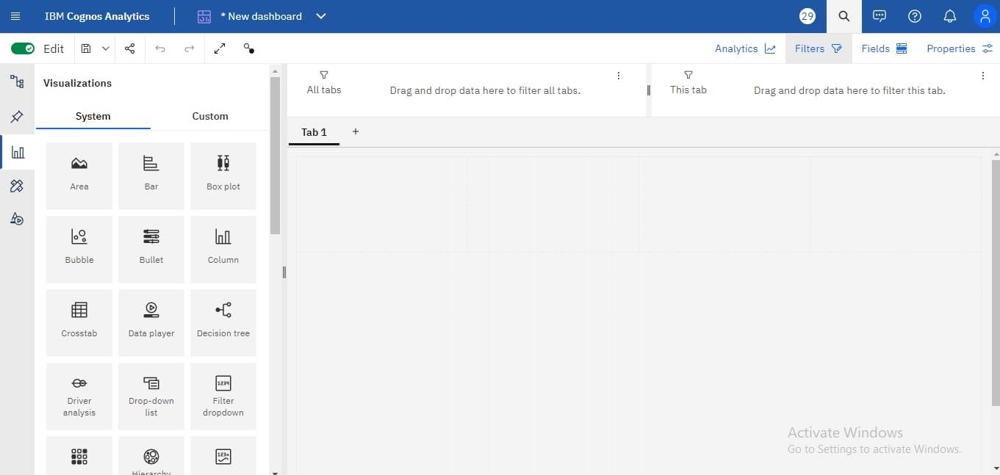 IBM Cognos Analytics
* New dashboard
29
Edit
Analytics
Filters
Fields
Properties
Visualizations
System
Custom
All tabs
Drag and drop data here to filter all tabs.
This tab
Drag and drop data here to filter this tab.
Tab 1
+
Area
Bar
Box plot
Bubble
Bullet
Column
Crosstab
Data player
Decision tree
Driver
analysis
Drop-down
list
Filter
dropdown
Hierarchy
Activate Windows
Go to Settings to activate Windows.